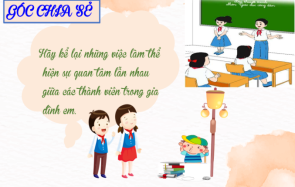 GÓC CHIA SẺ
Hãy kể lại những việc làm thể
hiện sự quan tâm lẫn nhau
giữa các thành viên trong gia
đình em.